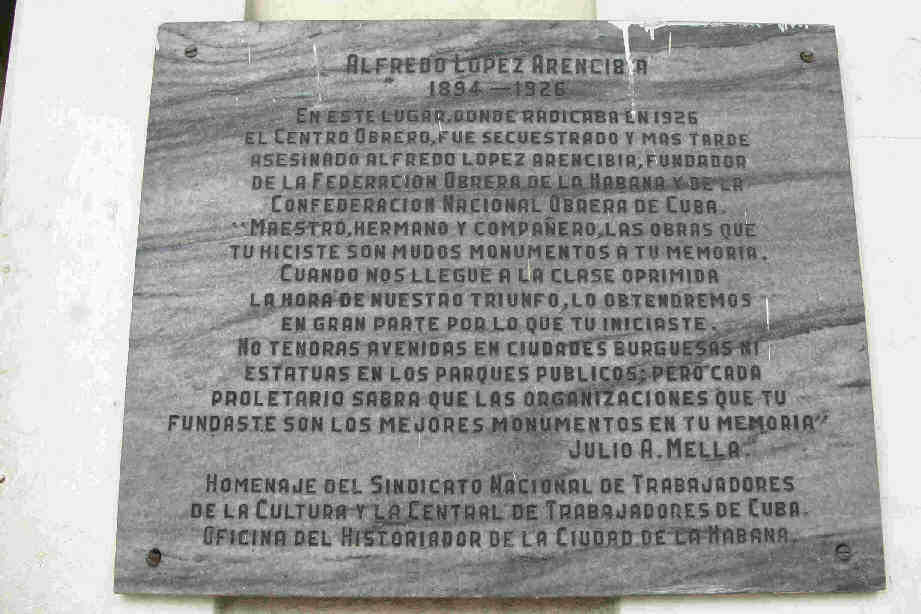 ALFREDO LOPEZ ARENCIBIA
1894 — 1926
EN ESTE LUGAR, DONDE RADICABA EN 1926
EL CENTRO OBRERO, FUE SECUESTRADO Y MAS TARDE
ASESINADO ALFREDO LOPEZ ARENCIBIA, FUNDADOR
DE LA FEDERACION OBRERA DE LA HABANA Y DE LA
CONFEDERACION NACIONAL OBRERA DE CUBA.
"MAESTRO, HERMANO Y COMPAÑERO, LAS OBRAS QUE
TU HICISTE SON MUDOS MONUMENTOS A TU MEMORIA.
CUANDO NOS LLEGUE A LA CLASE OPRIMIDA
LA HORA DE NUESTRO TRIUNFO, LO OBTENDREMOS
EN GRAN PARTE POR LO QUE TU INICIASTE.
NO TENDRAS AVENIDAS EN CIUDADES BURGUESAS NI
ESTATUAS EN LOS PARQUES PUBLICOS; PERO CADA
PROLETARIO SABRA QUE LAS ORGANIZACIONES QUE TU
FUNDASTE SON LOS MEJORES MONUMENTOS EN TU MEMORIA"
JULIO A. MELLA.
HOMENAJE DEL SINDICATO NACIONAL DE TRABAJADORES
DE LA CULTURA Y LA CENTRAL DE TRABAJADORES DE CUBA.
OFICINA DEL HISTORIADOR DE LA CIUDAD DE LA HABANA.